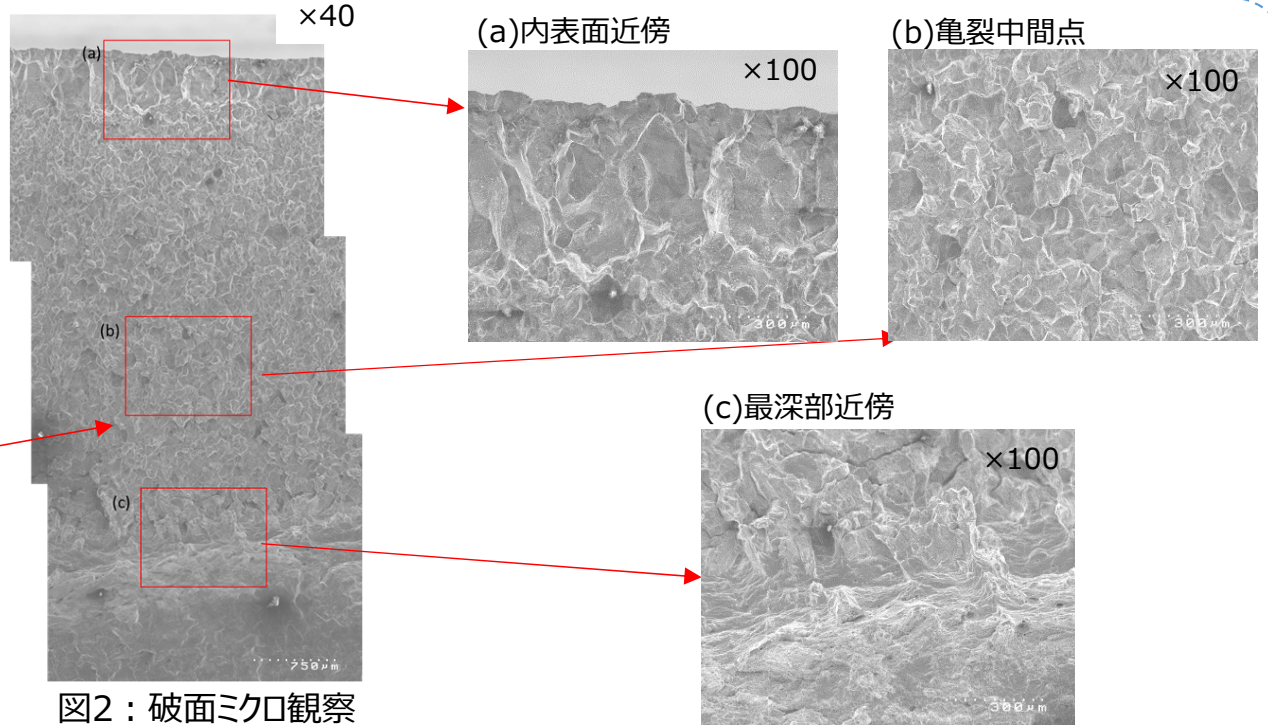 ×40
(a)
(b)
(c)
750μm
図2：破面ミクロ観察
(a)内表面近傍
×100
300μm
(b)亀裂中間点
×100
300μm
(c)最深部近傍
×100
300μm